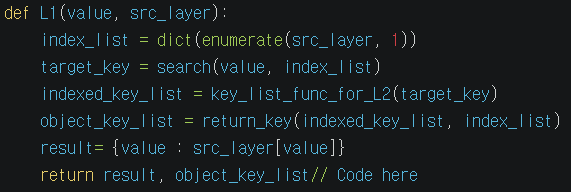 def L1(value, src_layer):
    index_list = dict(enumerate(src_layer, 1))
    target_key = search(value, index_list)
    indexed_key_list = key_list_func_for_L2(target_key)
    object_key_list = return_key(indexed_key_list, index_list)
    result= {value : src_layer[value]}
    return result, object_key_list// Code here